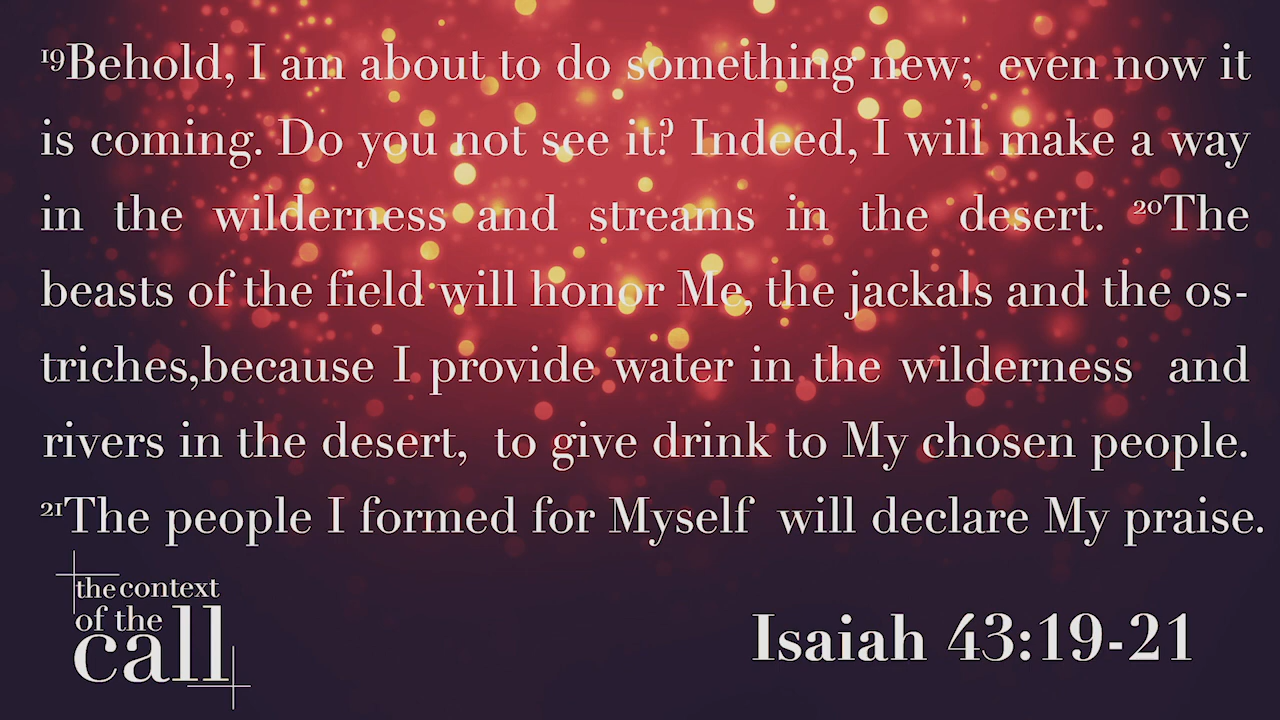 19Behold, I am about to do something new; even now it
is coming. Do you not see it? Indeed, I will make a way
in the wilderness and streams in the desert. 20The
beasts of the field will honor Me, the jackals and the os-
triches,because I provide water in the wilderness and
rivers in the desert, to give drink to My chosen people.
21The people I formed for Myself will declare My praise.
the context
of the
call
Isaiah 43:19-21